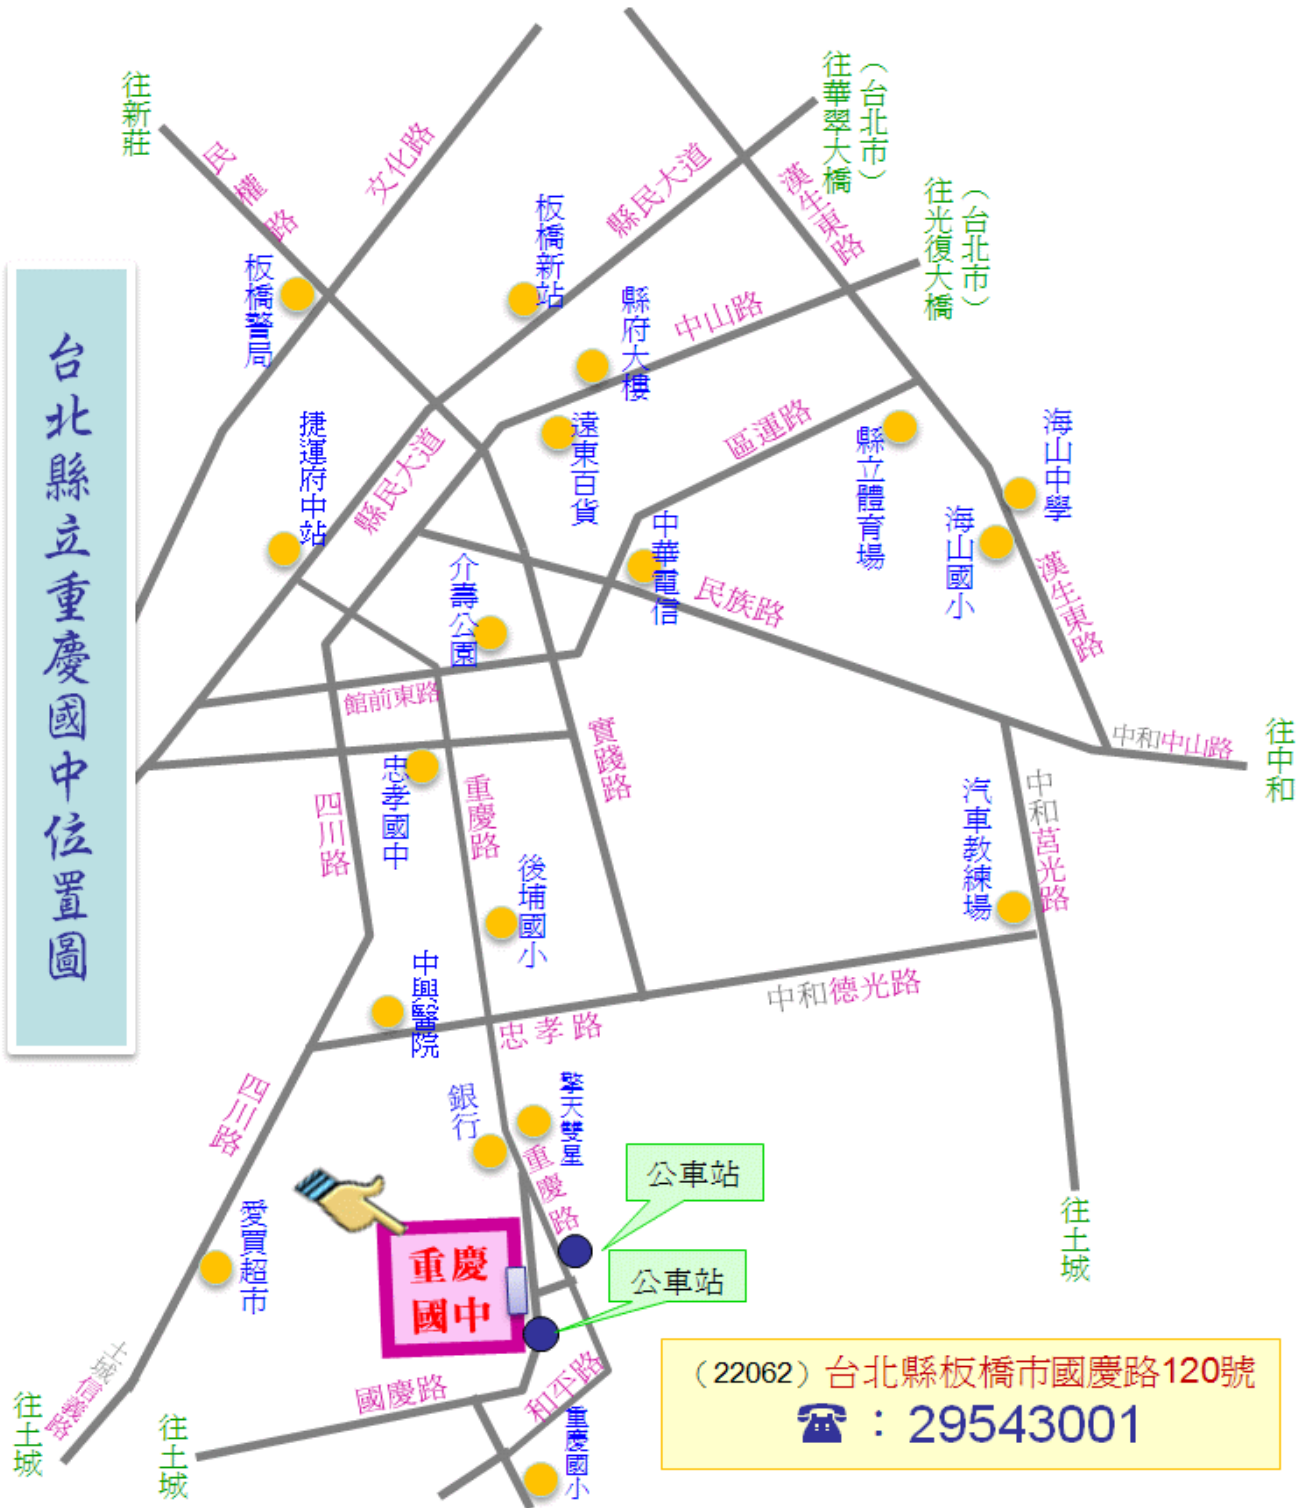 台北縣立重慶國中位置圖
往新莊
民權路
文化路
板橋警局
板橋新站
縣民大道
往華翠大橋
（台北市）
漢生東路
往光復大橋
（台北市）
縣府大樓
中山路
捷運府中站
縣民大道
遠東百貨
區運路
縣立體育場
海山中學
海山國小
中華電信
介壽公園
民族路
漢生東路
館前東路
實踐路
中和中山路
往中和
忠孝國中
四川路
重慶路
後埔國小
汽車教練場
中和莒光路
中興醫院
忠孝路
中和德光路
四川路
銀行
擎天雙星
重慶路
公車站
公車站
愛買超市
重慶
國中
往土城
土城信義路
往土城
往土城
國慶路
和平路
重慶國小
（22062）台北縣板橋市國慶路120號
☎：29543001